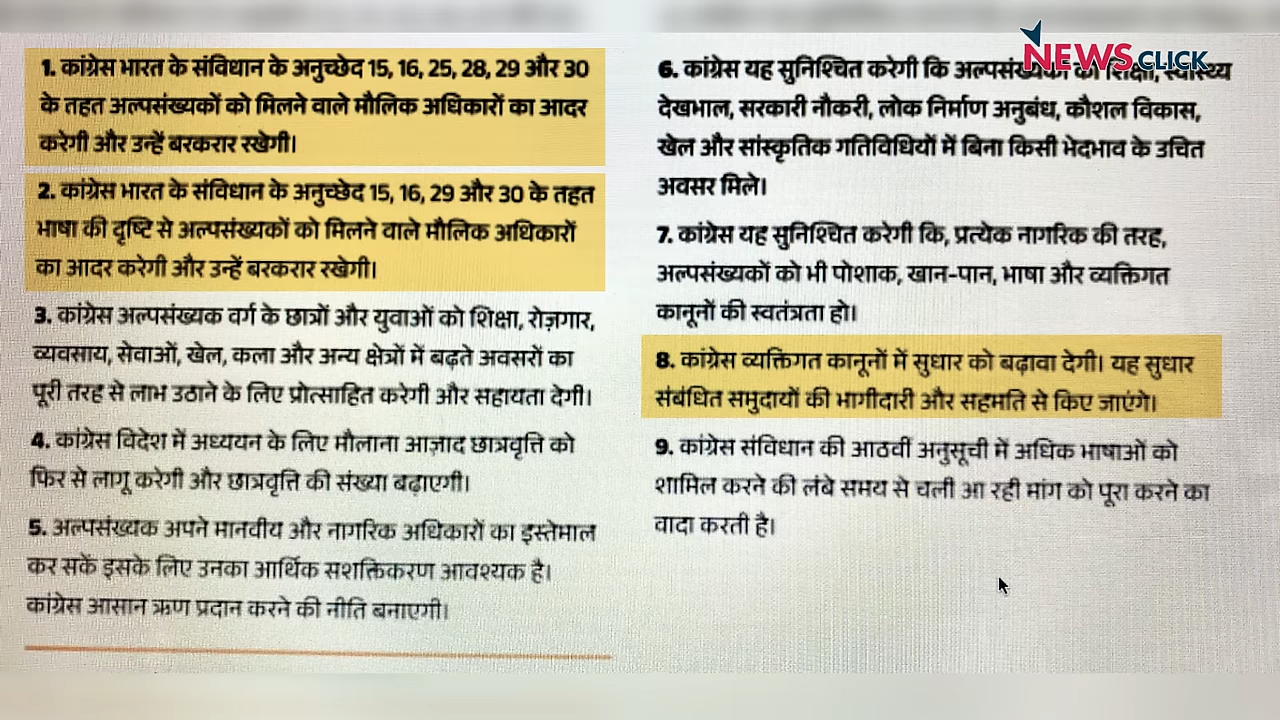 1. कांग्रेस भारत के संविधान के अनुच्छेद 15, 16, 25, 28, 29 और 30
के तहत अल्पसंख्यकों को मिलने वाले मौलिक अधिकारों का आदर
करेगी और उन्हें बरकरार रखेगी।
2. कांग्रेस भारत के संविधान के अनुच्छेद 15, 16, 29 और 30 के तहत
भाषा की दृष्टि से अल्पसंख्यकों को मिलने वाले मौलिक अधिकारों
का आदर करेगी और उन्हें बरकरार रखेगी।
3. कांग्रेस अल्पसंख्यक वर्ग के छात्रों और युवाओं को शिक्षा, रोज़गार,
व्यवसाय, सेवाओं, खेल, कला और अन्य क्षेत्रों में बढ़ते अवसरों का
पूरी तरह से लाभ उठाने के लिए प्रोत्साहित करेगी और सहायता देगी।
4. कांग्रेस विदेश में अध्ययन के लिए मौलाना आज़ाद छात्रवृत्ति को
फिर से लागू करेगी और छात्रवृत्ति की संख्या बढ़ाएगी।
5. अल्पसंख्यक अपने मानवीय और नागरिक अधिकारों का इस्तेमाल
कर सकें इसके लिए उनका आर्थिक सशक्तिकरण आवश्यक है।
कांग्रेस आसान ऋण प्रदान करने की नीति बनाएगी।
NEWSCLICK
6. कांग्रेस यह सुनिश्चित करेगी कि अल्पसंख्यकों को शिक्षा, स्वास्थ्य
देखभाल, सरकारी नौकरी, लोक निर्माण अनुबंध, कौशल विकास,
खेल और सांस्कृतिक गतिविधियों में बिना किसी भेदभाव के उचित
अवसर मिले।
7. कांग्रेस यह सुनिश्चित करेगी कि, प्रत्येक नागरिक की तरह,
अल्पसंख्यकों को भी पोशाक, खान-पान, भाषा और व्यक्तिगत
कानूनों की स्वतंत्रता हो।
8. कांग्रेस व्यक्तिगत कानूनों में सुधार को बढ़ावा देगी। यह सुधार
संबंधित समुदायों की भागीदारी और सहमति से किए जाएंगे।
9. कांग्रेस संविधान की आठवीं अनुसूची में अधिक भाषाओं को
शामिल करने की लंबे समय से चली आ रही मांग को पूरा करने का
वादा करती है।